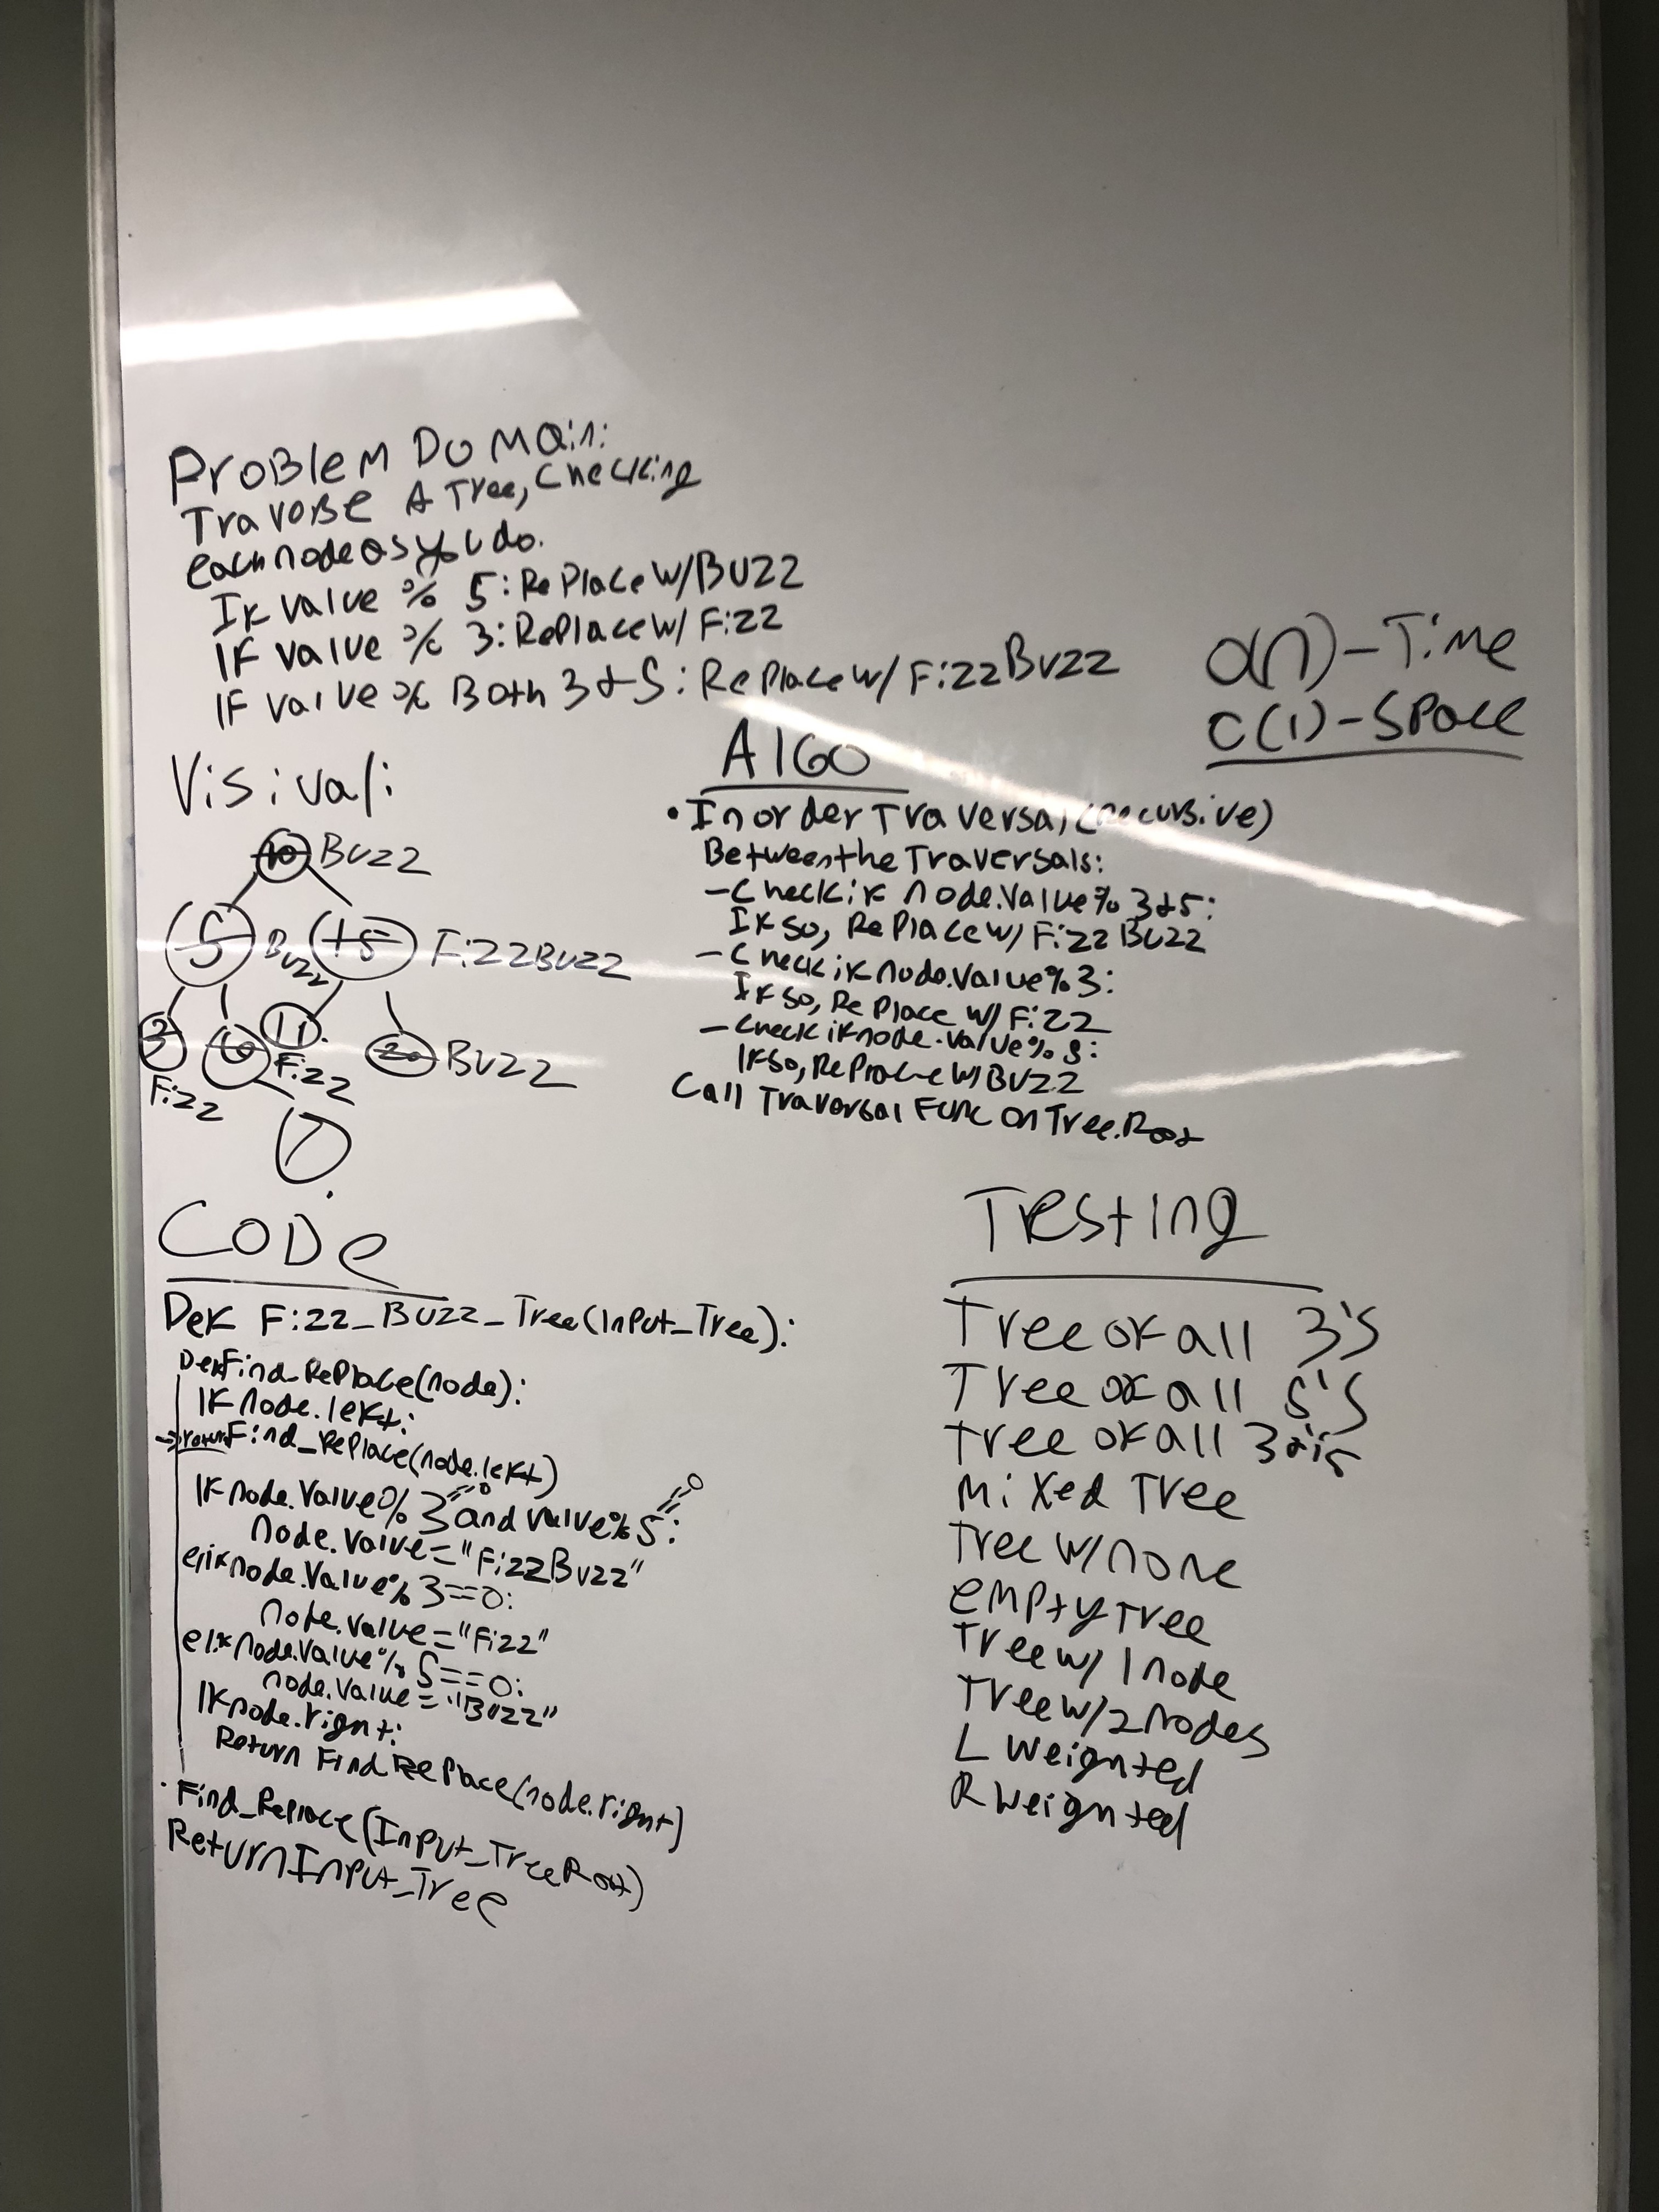 Problem Domain:
Traverse A Tree, Checking
each node as you do.
If value % 5: Replace w/ Buzz
If value % 3: Replace w/ Fizz
If value % Both 3 + 5: Replace w/ FizzBuzz
O(n) - Time
O(1) - Space
Visual:
10 Buzz
5 Buzz 15 FizzBuzz
3 6 11. 20 Buzz
Fizz Fizz
7
Algo
• Inorder Traversal (recursive)
Between the Traversals:
- Check if node.value % 3 + 5:
If so, Replace w/ FizzBuzz
- Check if node.value % 3:
If so, Replace w/ Fizz
- Check if node.value % 5:
If so, Replace w/ Buzz
Call Traversal Func on Tree.Root
Code
Def Fizz_Buzz_Tree(Input_Tree):
Def Find_Replace(node):
If node.left:
→ return Find_Replace(node.left)
If node.value % 3 == 0 and value % 5 == 0:
node.value = "FizzBuzz"
elif node.value % 3 == 0:
node.value = "Fizz"
elif node.value % 5 == 0:
node.value = "Buzz"
If node.right:
Return Find Replace(node.right)
Find_Replace(Input_Tree.Root)
Return Input_Tree
Testing
Tree of all 3's
Tree of all 5's
Tree of all
Mixed Tree
Tree w/ none
empty tree
Tree w/ 1 node
Tree w/ 2 nodes
L Weighted
R Weighted